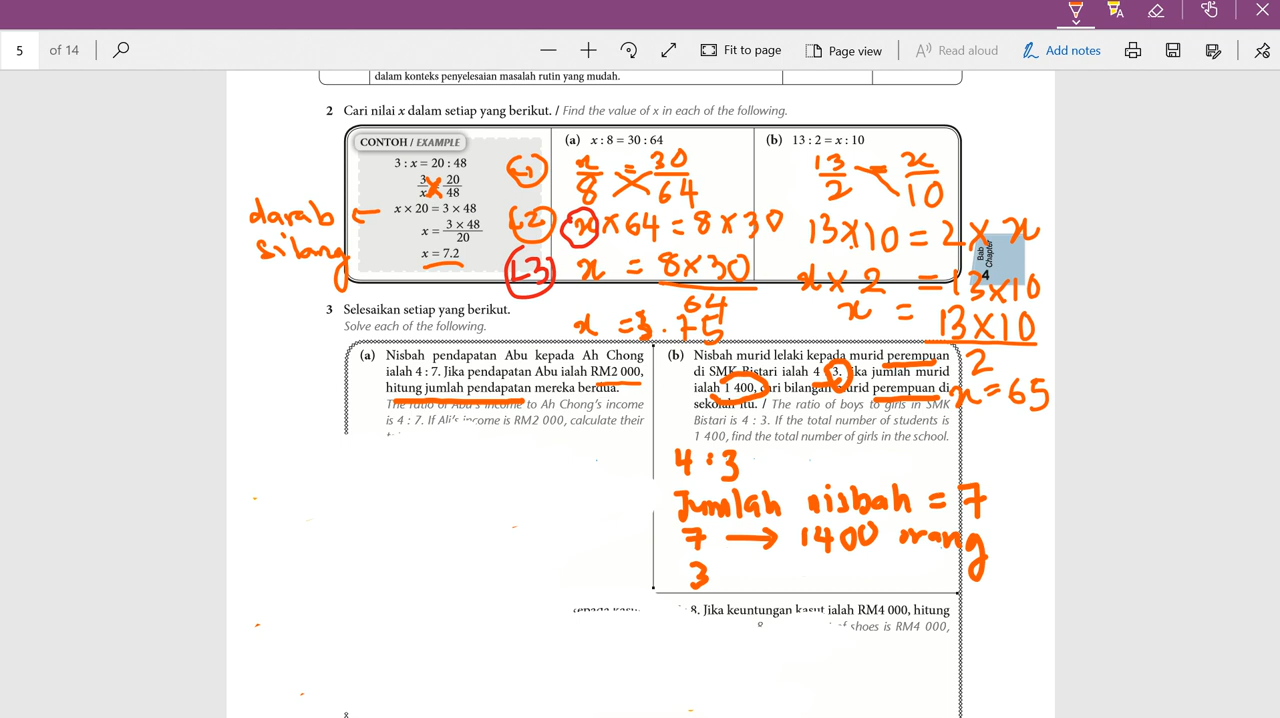 5 of 14
Fit to page
Page view
Read aloud
Add notes
dalam konteks penyelesaian masalah rutin yang mudah.
2 Cari nilai x dalam setiap yang berikut. / Find the value of x in each of the following.
CONTOH / EXAMPLE
3 : x = 20 : 48
3/x 20/48
x × 20 = 3 × 48
x = 3 × 48/20
x = 7.2
darab
silang
(a) x : 8 = 30 : 64
L1
x/8 = 30/64
L2
x × 64 = 8 × 30
L3
x = 8 × 30/64
x = 3.75
(b) 13 : 2 = x : 10
13/2 = x/10
13 × 10 = 2 × x
x × 2 = 13 × 10
x = 13 × 10/2
x = 65
Bab
Chapter
4
3 Selesaikan setiap yang berikut.
Solve each of the following.
(a) Nisbah pendapatan Abu kepada Ah Chong
ialah 4 : 7. Jika pendapatan Abu ialah RM2 000,
hitung jumlah pendapatan mereka berdua.
The ratio of Abu's income to Ah Chong's income
is 4 : 7. If Ali's income is RM2 000, calculate their
(b) Nisbah murid lelaki kepada murid perempuan
di SMK Bistari ialah 4 : 3. Jika jumlah murid
ialah 1 400, cari bilangan murid perempuan di
sekolah itu. / The ratio of boys to girls in SMK
Bistari is 4 : 3. If the total number of students is
1 400, find the total number of girls in the school.
4 : 3
Jumlah nisbah = 7
7 → 1400 orang
3
8. Jika keuntungan kasut ialah RM4 000, hitung
of shoes is RM4 000,